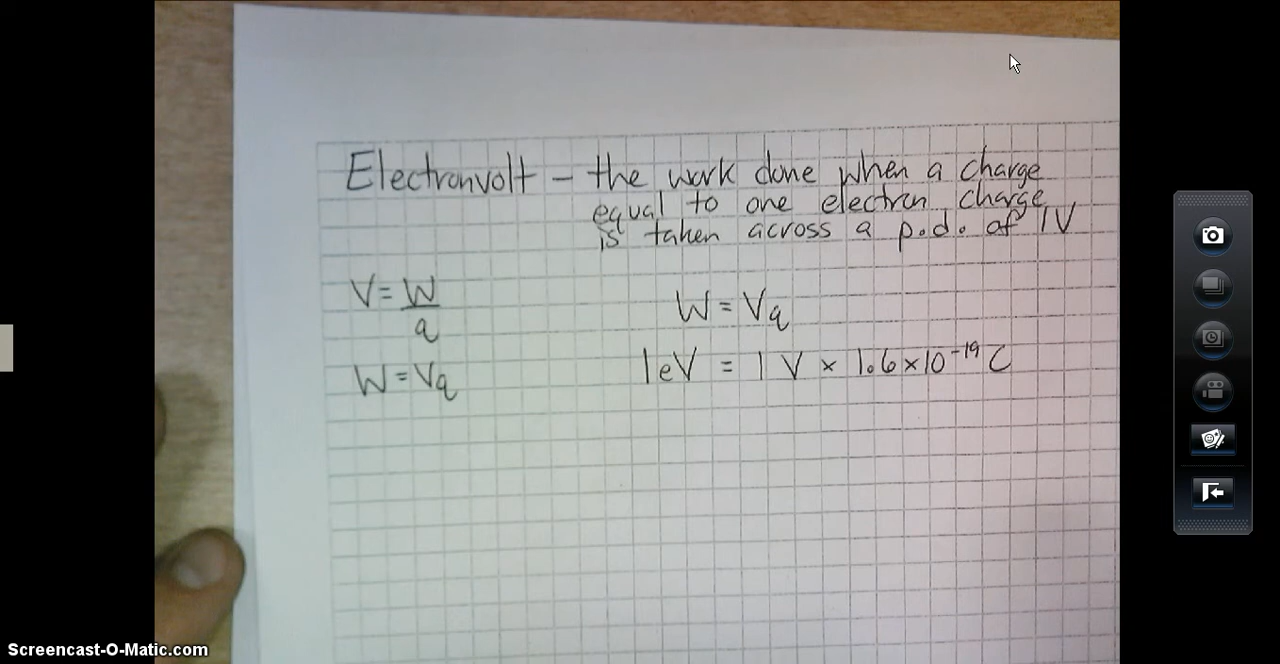 Electronvolt – the work done when a charge
equal to one electron charge
is taken across a p.d. of 1V
V = W
q
W = Vq
W = Vq
1eV = 1 V × 1.6 × 10⁻¹⁹ C
Screencast-O-Matic.com